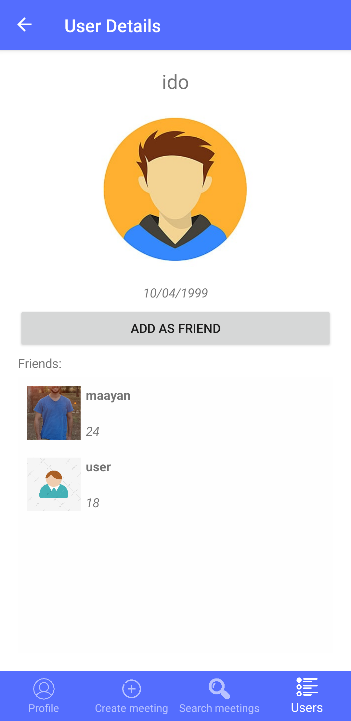 User Details
ido
10/04/1999
ADD AS FRIEND
Friends:
maayan
24
user
18
Profile
Create meeting
Search meetings
Users